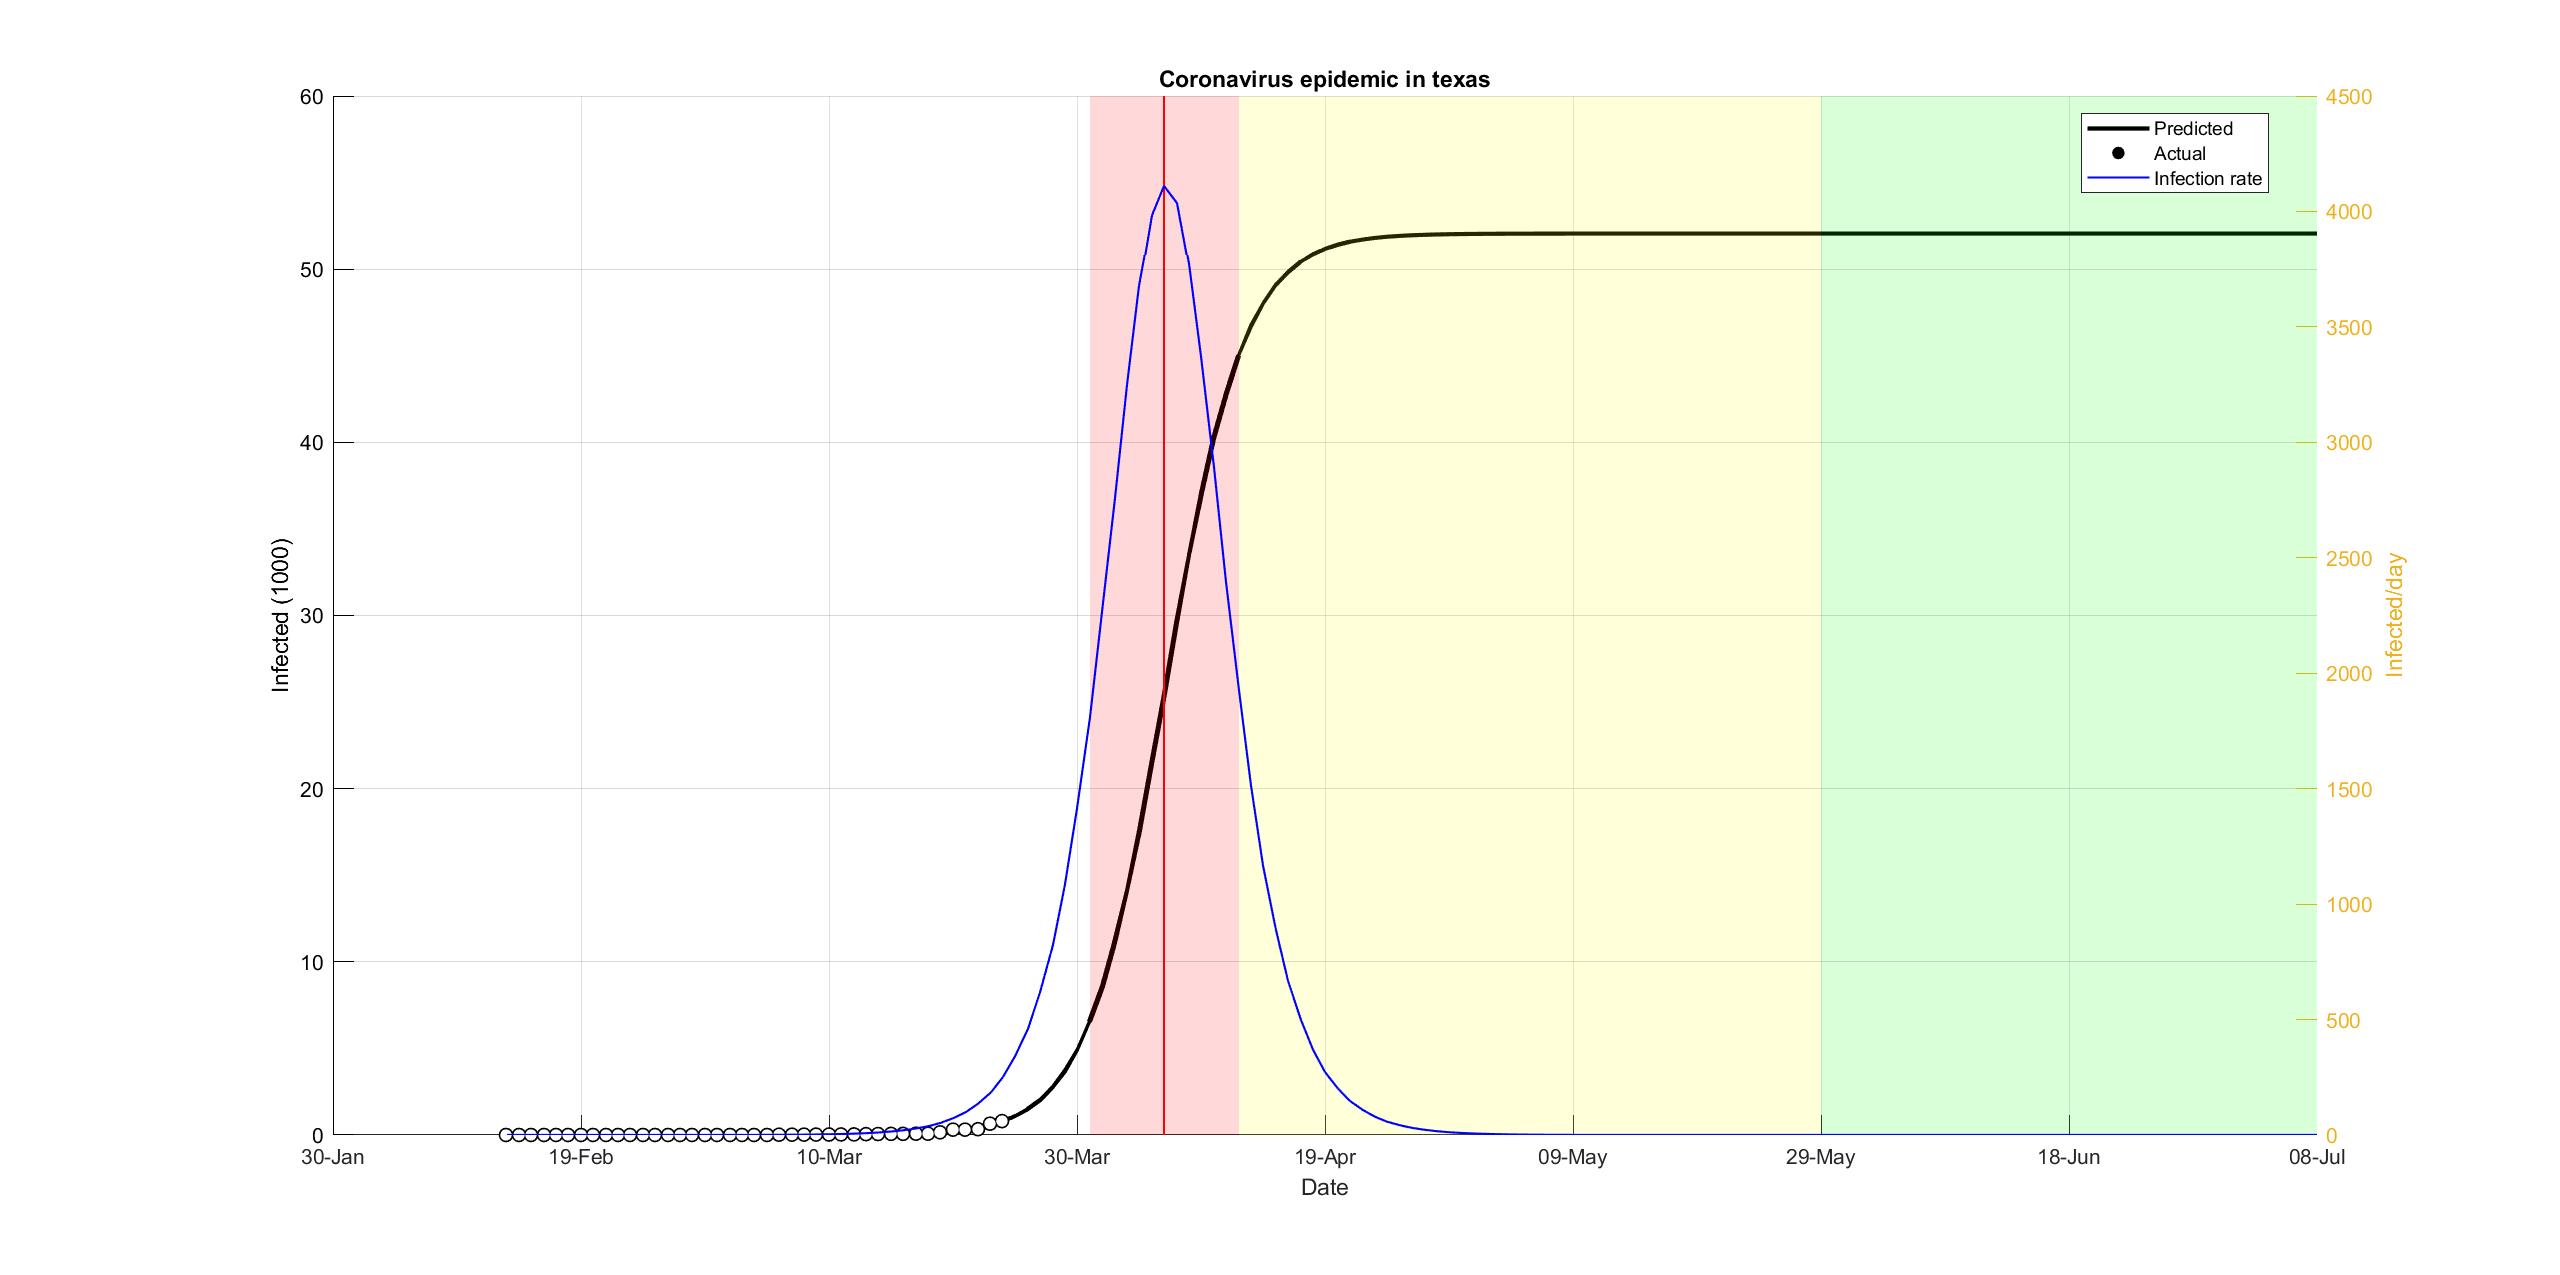 Coronavirus epidemic in texas
Predicted
Actual
Infection rate
60
50
40
30
20
10
0
Infected (1000)
4500
4000
3500
3000
2500
2000
1500
1000
500
0
Infected/day
30-Jan 19-Feb 10-Mar 30-Mar 19-Apr 09-May 29-May 18-Jun 08-Jul
Date